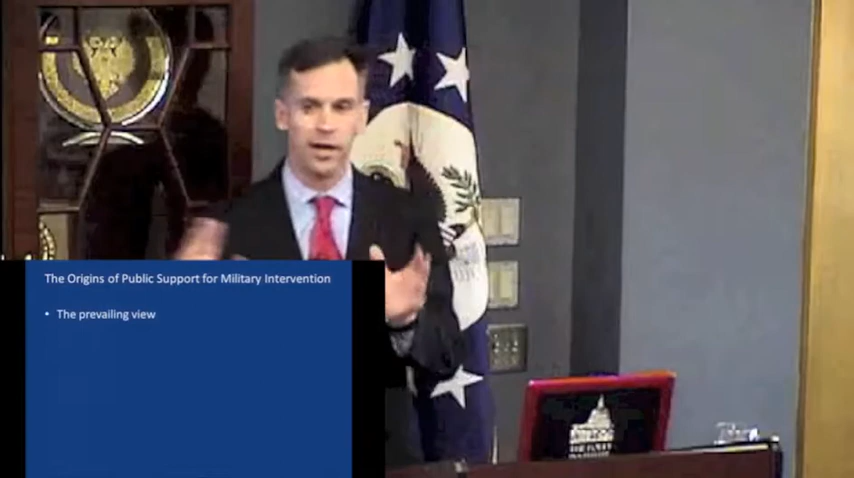 The Origins of Public Support for Military Intervention
• The prevailing view